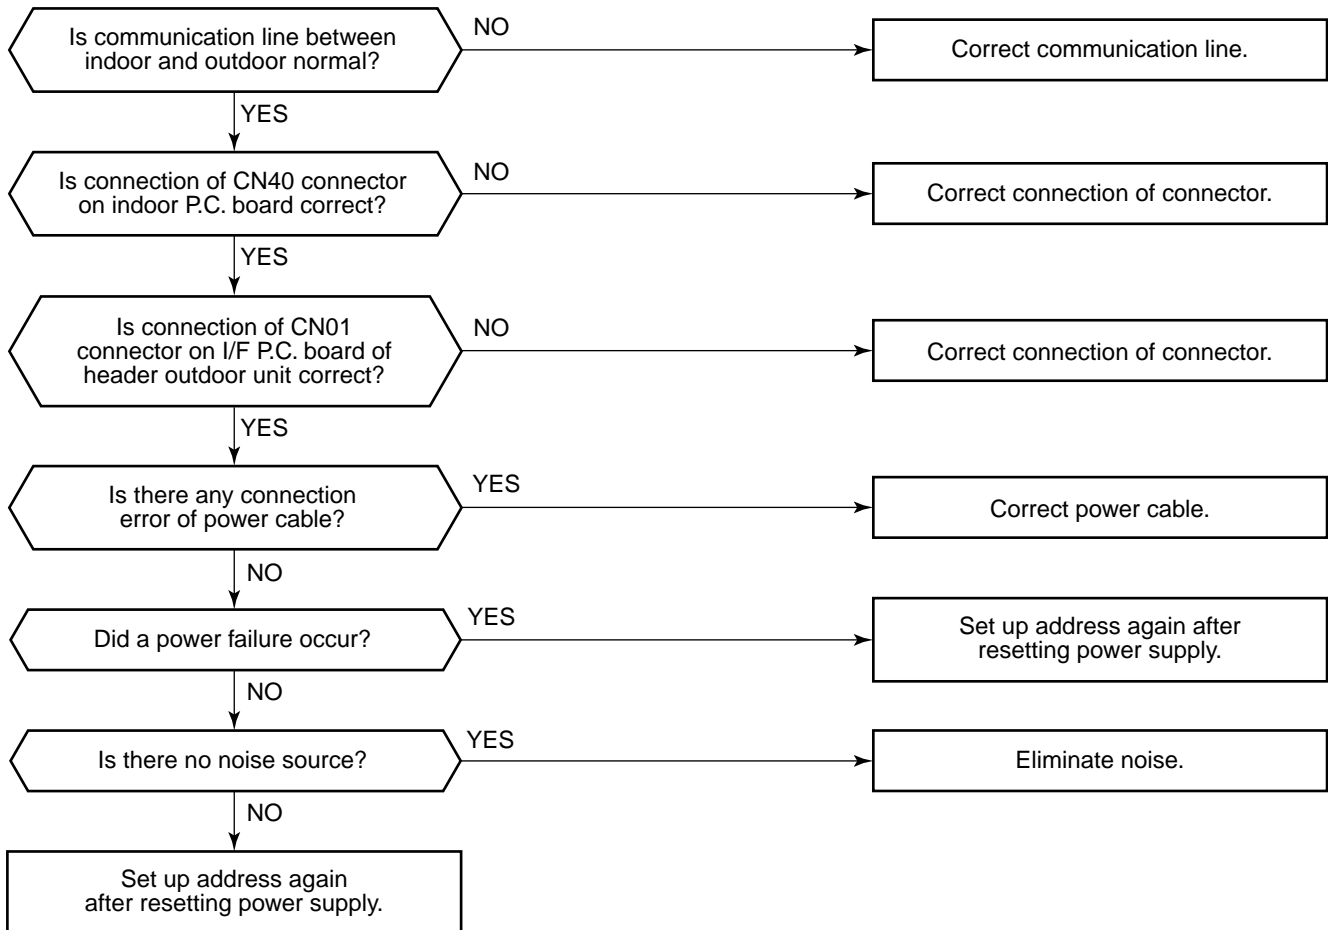 Is communication line between
indoor and outdoor normal?
NO
Correct communication line.
YES
Is connection of CN40 connector
on indoor P.C. board correct?
NO
Correct connection of connector.
YES
Is connection of CN01
connector on I/F P.C. board of
header outdoor unit correct?
NO
Correct connection of connector.
YES
Is there any connection
error of power cable?
YES
Correct power cable.
NO
Did a power failure occur?
YES
Set up address again after
resetting power supply.
NO
Is there no noise source?
YES
Eliminate noise.
NO
Set up address again
after resetting power supply.